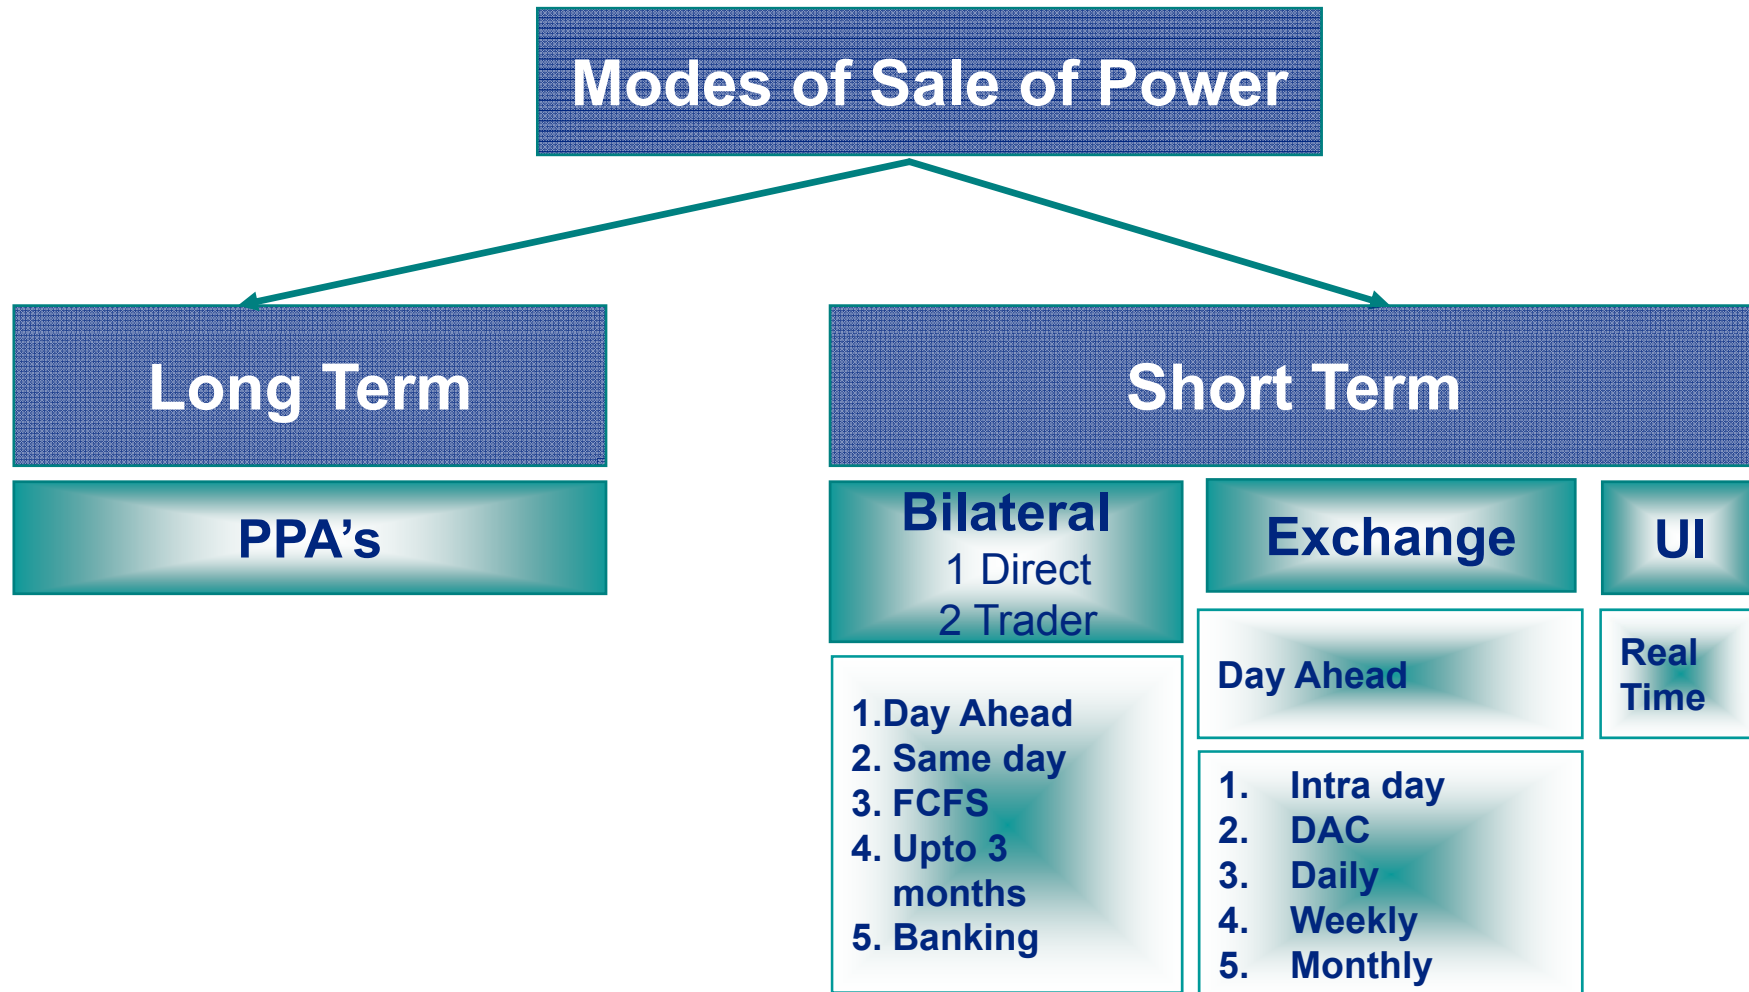 Modes of Sale of Power
Long Term
Short Term
PPA's
Bilateral
1 Direct
2 Trader
Exchange
UI
1.Day Ahead
2. Same day
3. FCFS
4. Upto 3
months
5. Banking
Day Ahead
1. Intra day
2. DAC
3. Daily
4. Weekly
5. Monthly
Real
Time